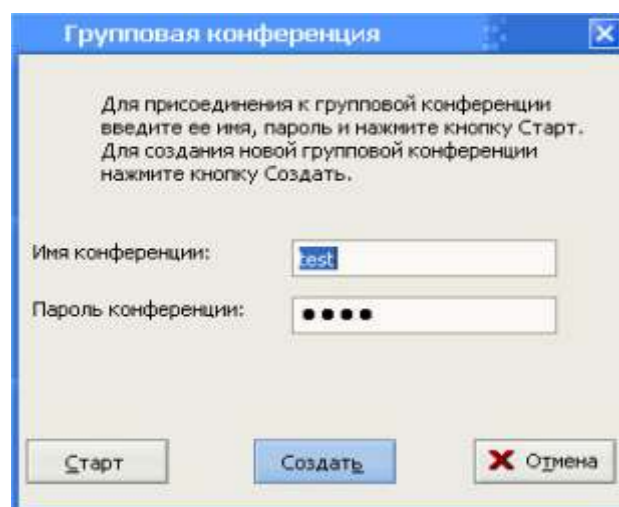 Групповая конференция
Для присоединения к групповой конференции
введите ее имя, пароль и нажмите кнопку Старт.
Для создания новой групповой конференции
нажмите кнопку Создать.
Имя конференции:
test
Пароль конференции:
●●●●
Старт
Создать
Отмена